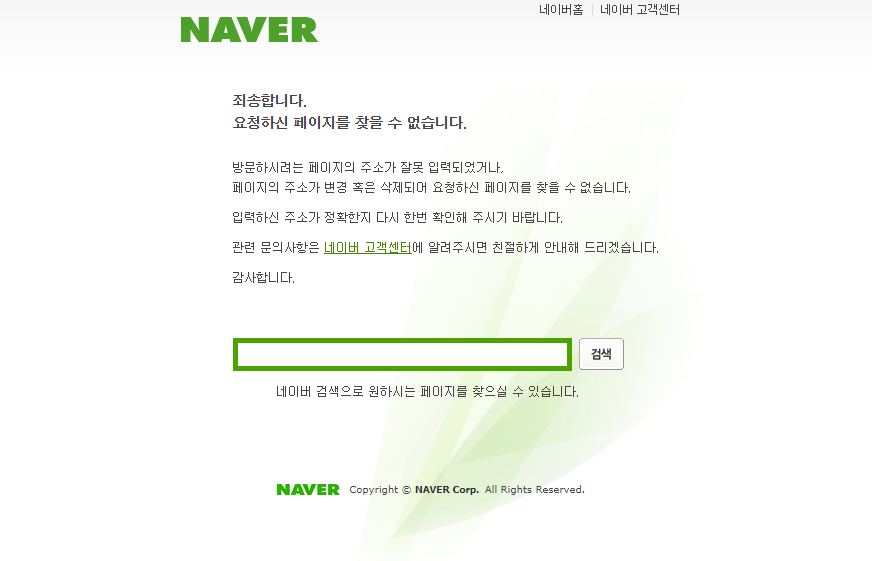 네이버홈 | 네이버 고객센터
NAVER
죄송합니다.
요청하신 페이지를 찾을 수 없습니다.
방문하시려는 페이지의 주소가 잘못 입력되었거나,
페이지의 주소가 변경 혹은 삭제되어 요청하신 페이지를 찾을 수 없습니다.
입력하신 주소가 정확한지 다시 한번 확인해 주시기 바랍니다.
관련 문의사항은 네이버 고객센터에 알려주시면 친절하게 안내해 드리겠습니다.
감사합니다.
검색
네이버 검색으로 원하시는 페이지를 찾으실 수 있습니다.
NAVER Copyright © NAVER Corp. All Rights Reserved.